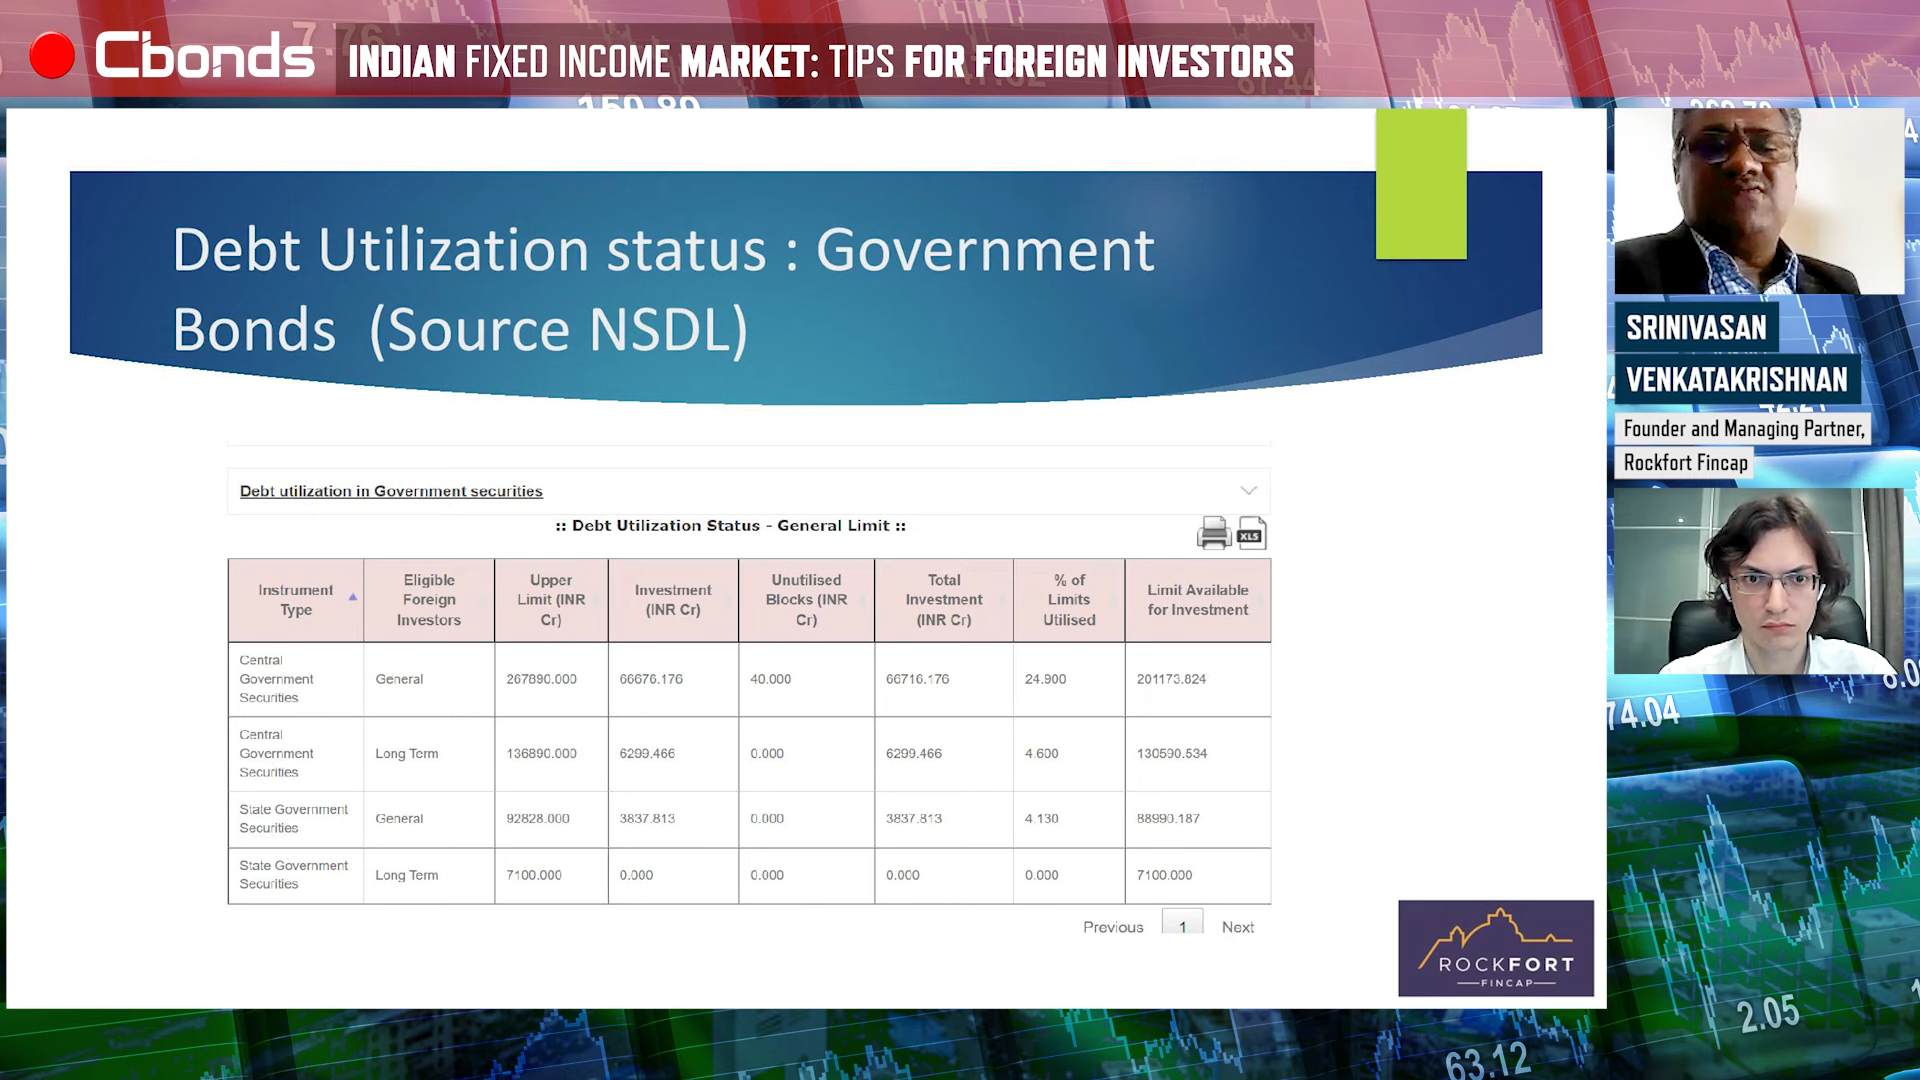 Cbonds
INDIAN FIXED INCOME MARKET: TIPS FOR FOREIGN INVESTORS
7.76
67.44
150.89
74.04
2.05
63.12
Debt Utilization status : Government
Bonds (Source NSDL)
Debt utilization in Government securities
:: Debt Utilization Status - General Limit ::
XLS
Instrument Type
Eligible Foreign Investors
Upper Limit (INR Cr)
Investment (INR Cr)
Unutilised Blocks (INR Cr)
Total Investment (INR Cr)
% of Limits Utilised
Limit Available for Investment
Central Government Securities
General
267890.000
66676.176
40.000
66716.176
24.900
201173.824
Central Government Securities
Long Term
136890.000
6299.466
0.000
6299.466
4.600
130590.534
State Government Securities
General
92828.000
3837.813
0.000
3837.813
4.130
88990.187
State Government Securities
Long Term
7100.000
0.000
0.000
0.000
0.000
7100.000
Previous 1 Next
ROCKFORT
FINCAP
SRINIVASAN
VENKATAKRISHNAN
Founder and Managing Partner,
Rockfort Fincap